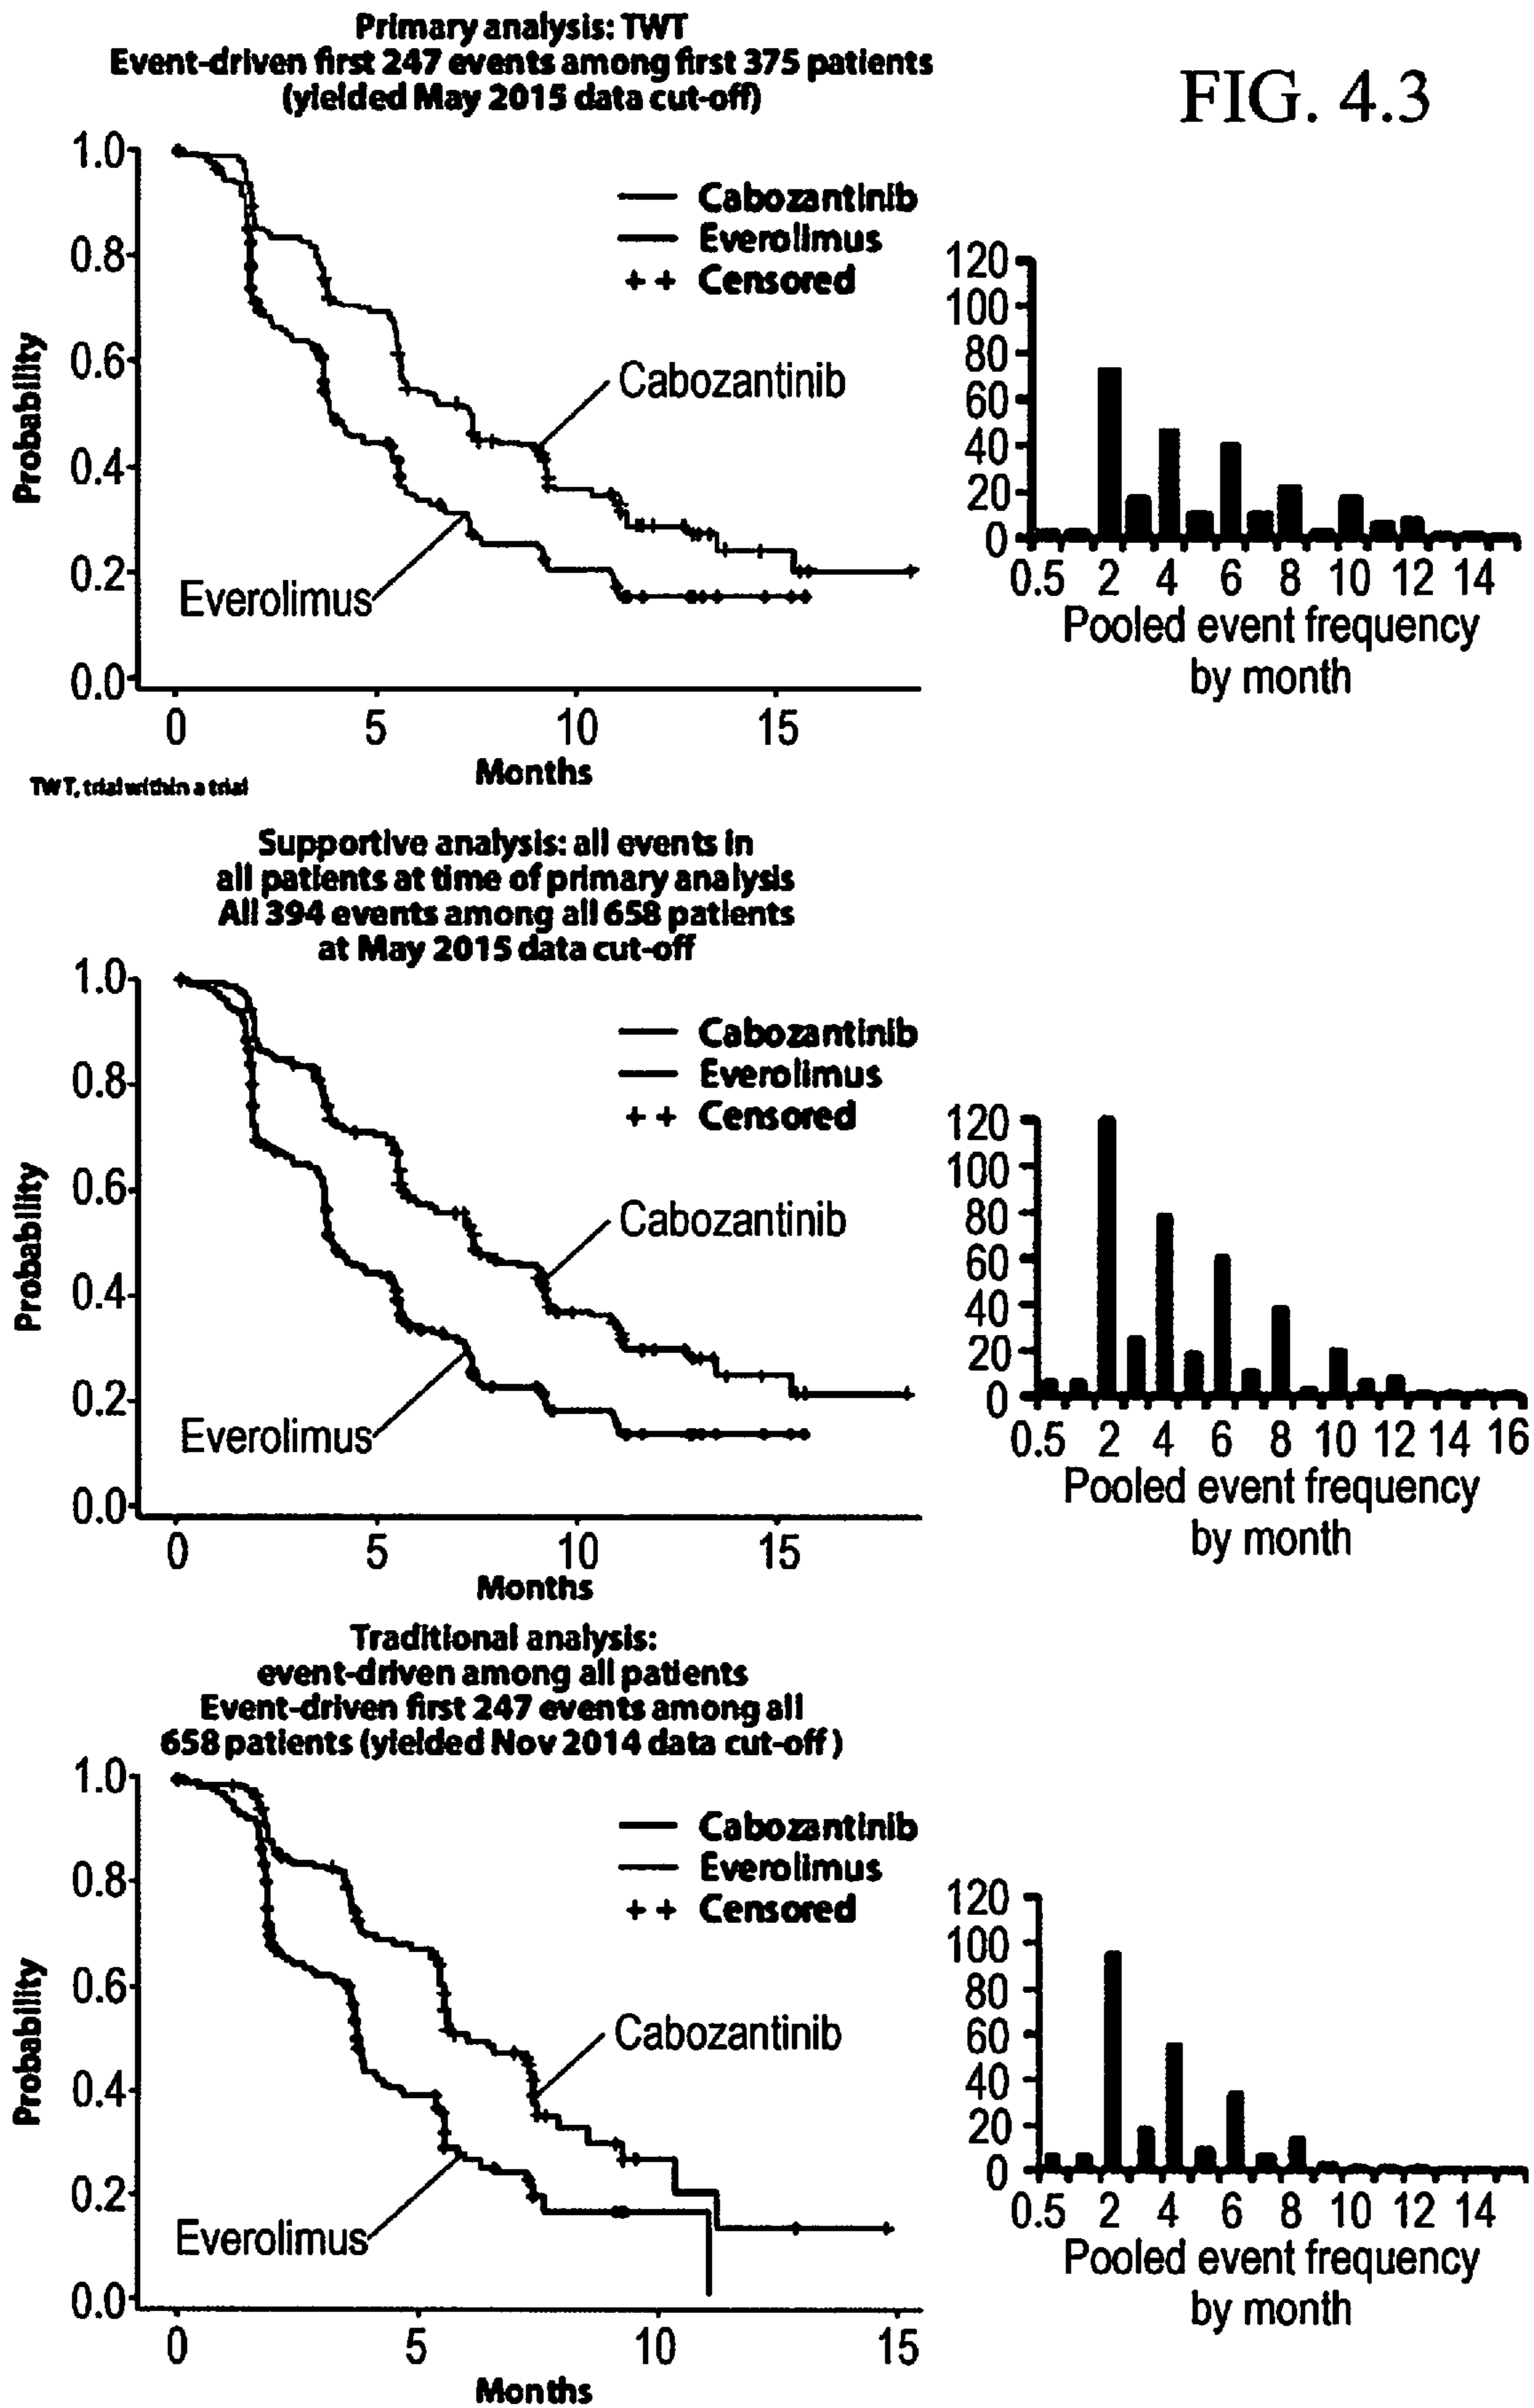 Primary analysis: TWT
Event-driven first 247 events among first 375 patients
(yielded May 2015 data cut-off)
FIG. 4.3
1.0
0.8
0.6
0.4
0.2
0.0
Probability
Cabozantinib
Everolimus
++ Censored
Cabozantinib
Everolimus
0 5 10 15
Months
120
100
80
60
40
20
0
0.5 2 4 6 8 10 12 14
Pooled event frequency
by month
TWT, trial within a trial
Supportive analysis: all events in
all patients at time of primary analysis
All 394 events among all 658 patients
at May 2015 data cut-off
1.0
0.8
0.6
0.4
0.2
0.0
Probability
Cabozantinib
Everolimus
++ Censored
Cabozantinib
Everolimus
0 5 10 15
Months
120
100
80
60
40
20
0
0.5 2 4 6 8 10 12 14 16
Pooled event frequency
by month
Traditional analysis:
event-driven among all patients
Event-driven first 247 events among all
658 patients (yielded Nov 2014 data cut-off)
1.0
0.8
0.6
0.4
0.2
0.0
Probability
Cabozantinib
Everolimus
++ Censored
Cabozantinib
Everolimus
0 5 10 15
Months
120
100
80
60
40
20
0
0.5 2 4 6 8 10 12 14
Pooled event frequency
by month